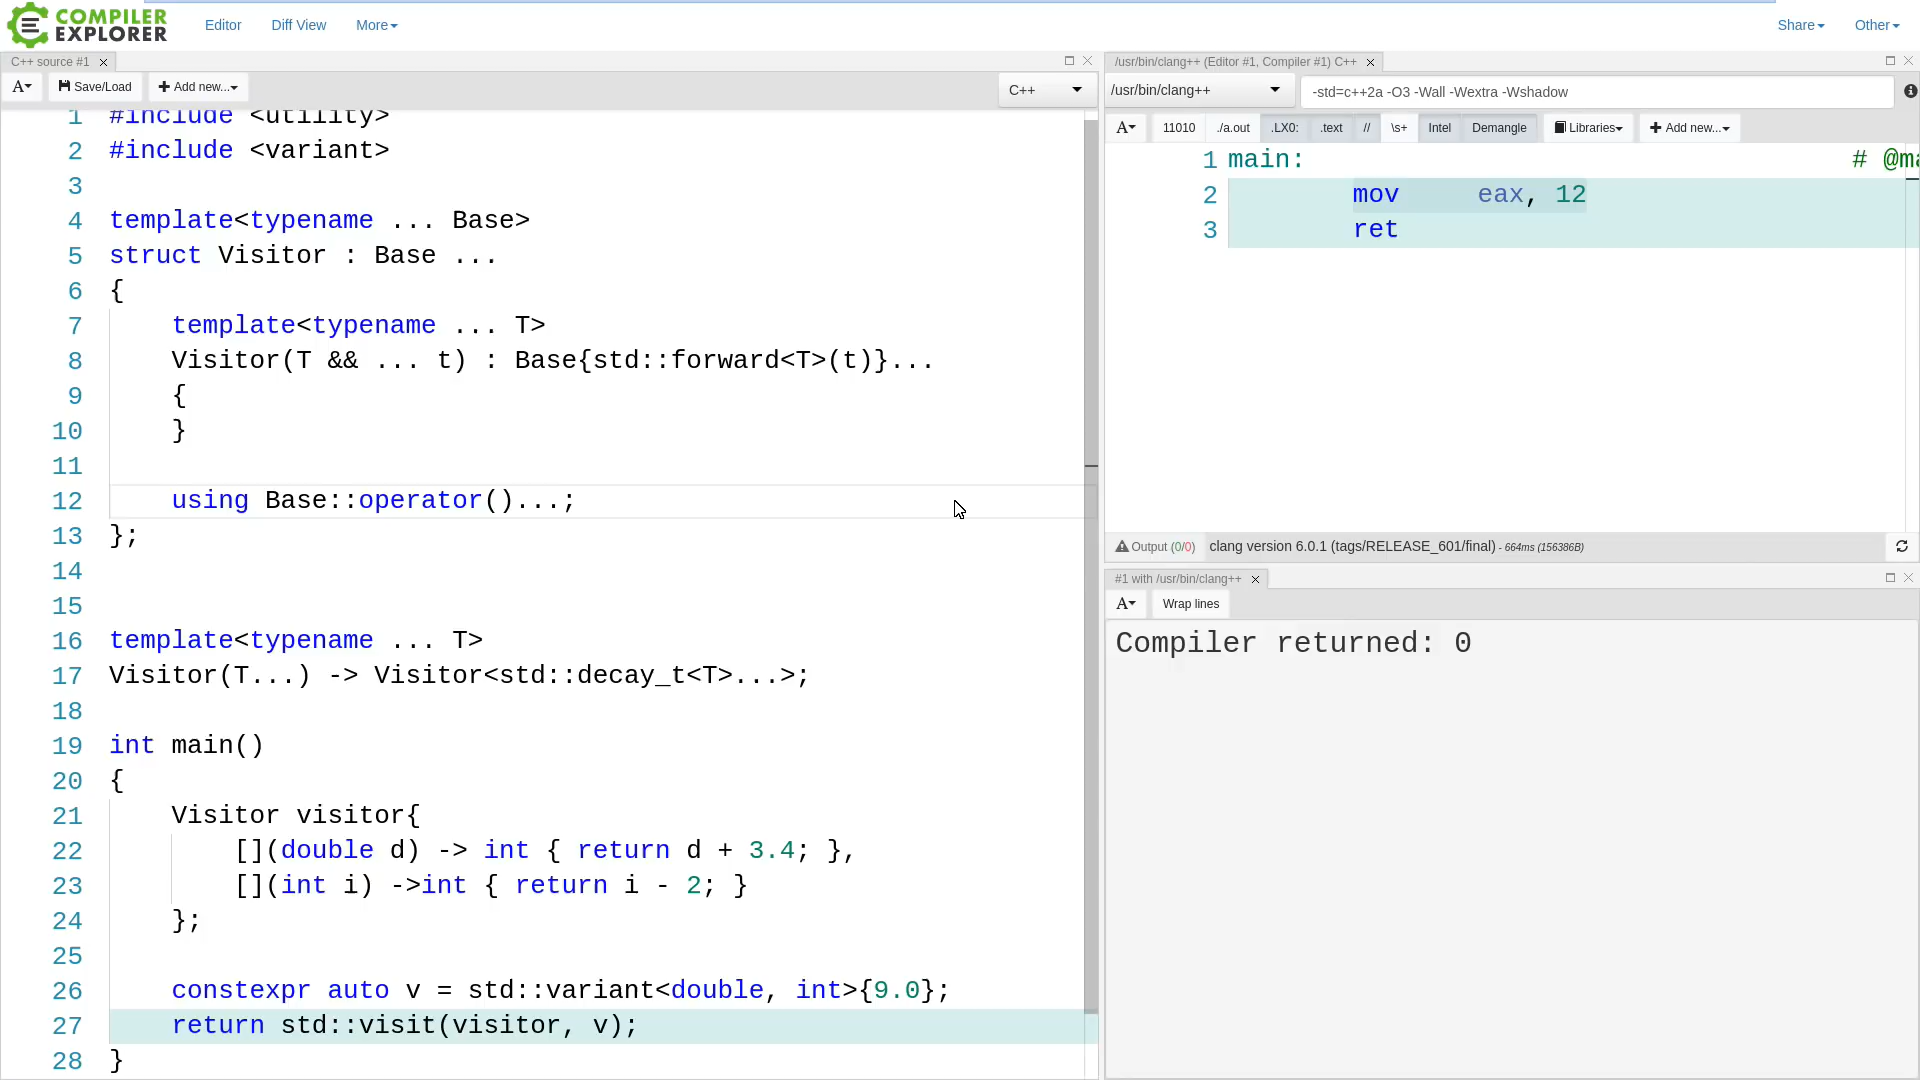 COMPILER
EXPLORER
Editor
Diff View
More
Share
Other
C++ source #1
A
Save/Load
Add new...
C++
1 #include <utility>
2 #include <variant>
3
4 template<typename ... Base>
5 struct Visitor : Base ...
6 {
7 template<typename ... T>
8 Visitor(T && ... t) : Base{std::forward<T>(t)}...
9 {
10 }
11
12 using Base::operator()...;
13 };
14
15
16 template<typename ... T>
17 Visitor(T...) -> Visitor<std::decay_t<T>...>;
18
19 int main()
20 {
21 Visitor visitor{
22 [](double d) -> int { return d + 3.4; },
23 [](int i) ->int { return i - 2; }
24 };
25
26 constexpr auto v = std::variant<double, int>{9.0};
27 return std::visit(visitor, v);
28 }
/usr/bin/clang++ (Editor #1, Compiler #1) C++
/usr/bin/clang++
-std=c++2a -O3 -Wall -Wextra -Wshadow
A
11010
./a.out
.LX0:
.text
//
\s+
Intel
Demangle
Libraries
Add new...
1 main: # @ma
2 mov eax, 12
3 ret
Output (0/0) clang version 6.0.1 (tags/RELEASE_601/final) - 664ms (156386B)
#1 with /usr/bin/clang++
A
Wrap lines
Compiler returned: 0